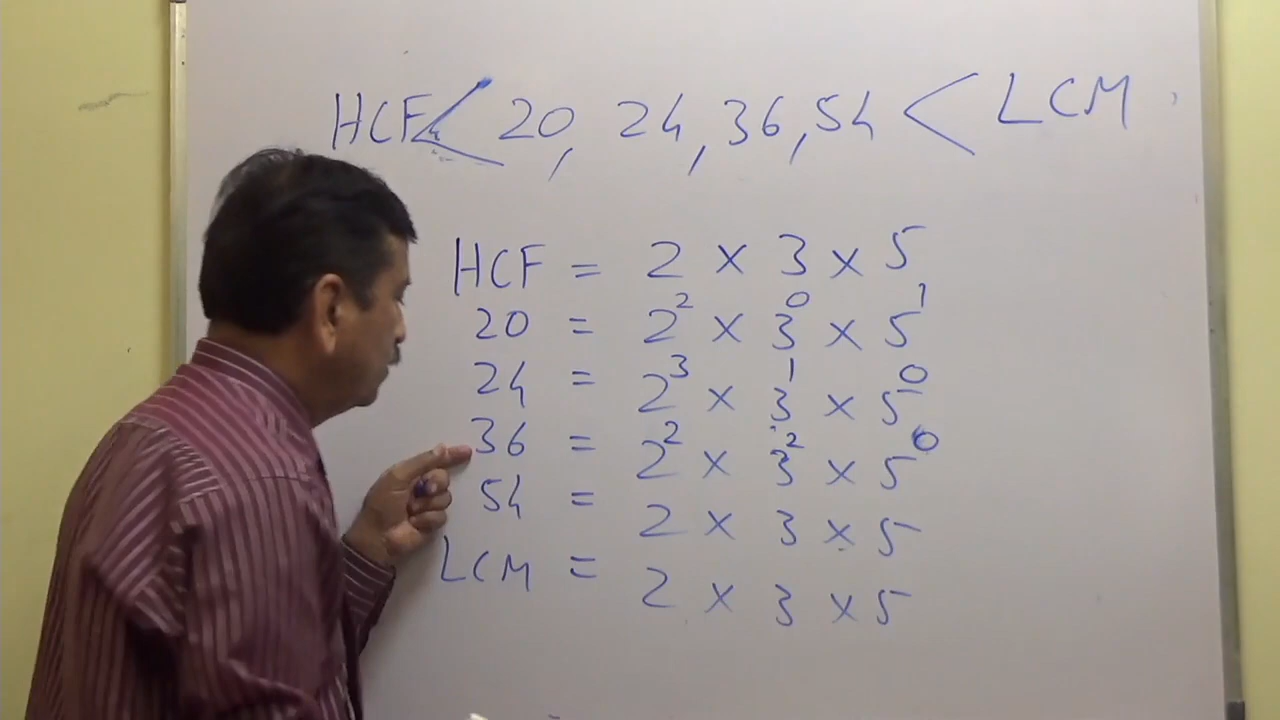 HCF < 20, 24, 36, 54 < LCM
HCF = 2 × 3 × 5
20 = 2² × 3⁰ × 5¹
24 = 2³ × 3¹ × 5⁰
36 = 2² × 3² × 5⁰
54 = 2 × 3 × 5
LCM = 2 × 3 × 5